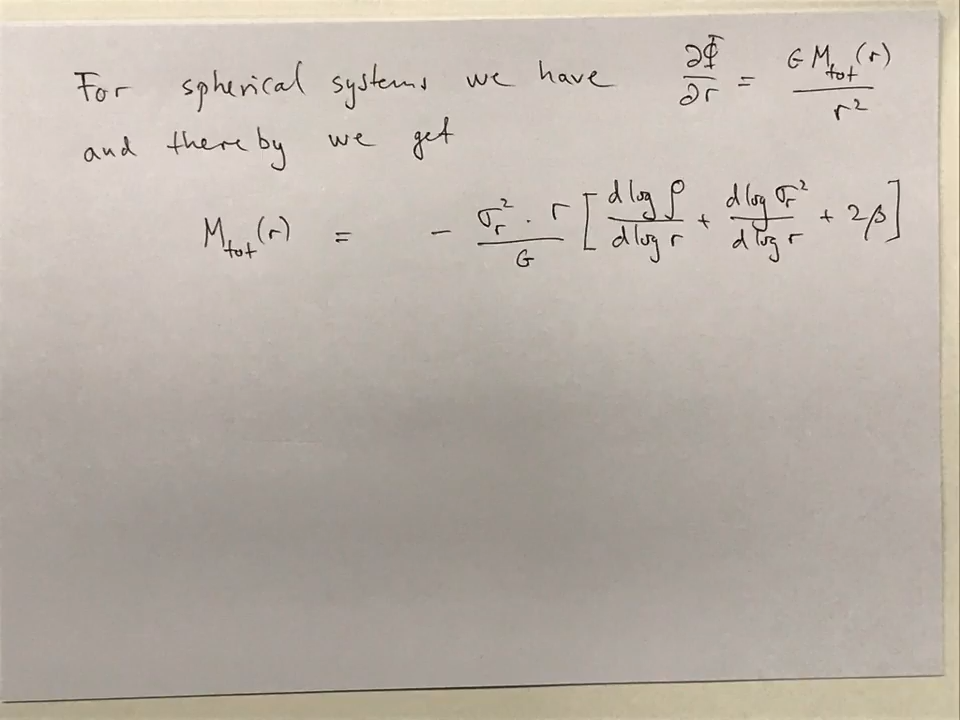 For spherical systems we have ∂Φ/∂r = G M_tot(r)/r²
and thereby we get
M_tot(r) = - σ_r² · r/G [d log ρ/d log r + d log σ_r²/d log r + 2β]